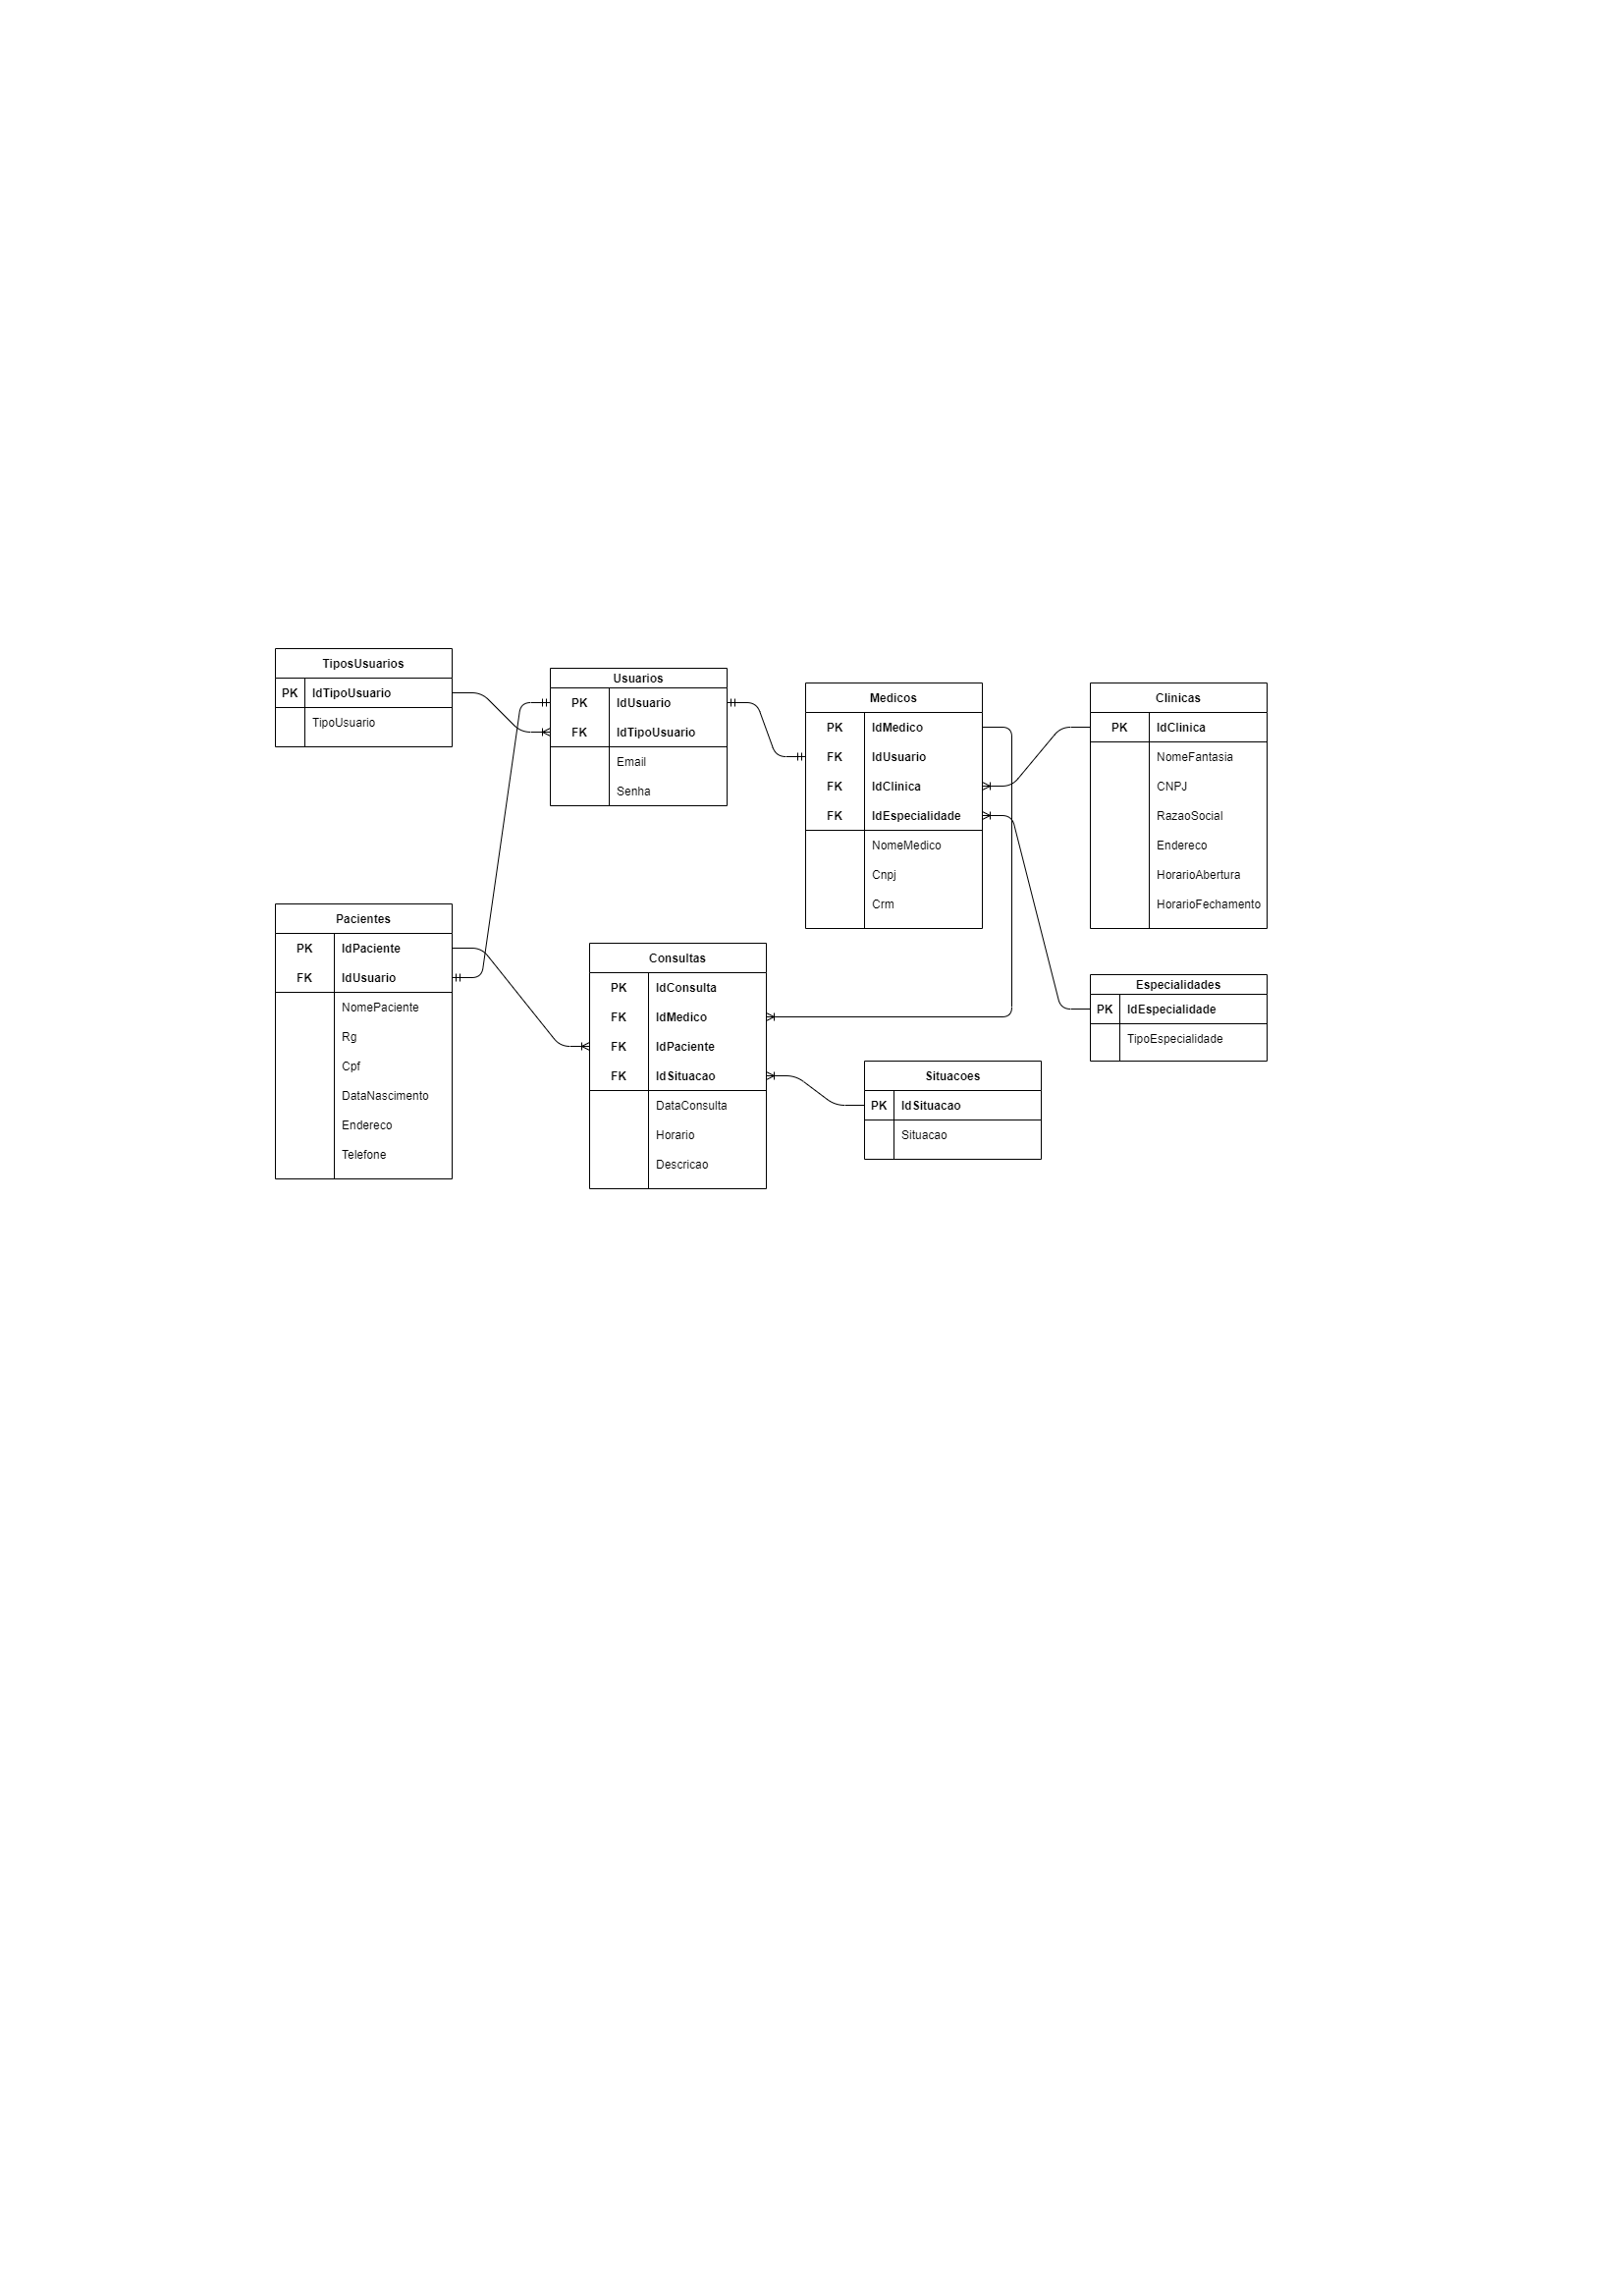 TiposUsuarios
PK IdTipoUsuario
TipoUsuario
Usuarios
PK IdUsuario
FK IdTipoUsuario
Email
Senha
Medicos
PK IdMedico
FK IdUsuario
FK IdClinica
FK IdEspecialidade
NomeMedico
Cnpj
Crm
Clinicas
PK IdClinica
NomeFantasia
CNPJ
RazaoSocial
Endereco
HorarioAbertura
HorarioFechamento
Pacientes
PK IdPaciente
FK IdUsuario
NomePaciente
Rg
Cpf
DataNascimento
Endereco
Telefone
Consultas
PK IdConsulta
FK IdMedico
FK IdPaciente
FK IdSituacao
DataConsulta
Horario
Descricao
Situacoes
PK IdSituacao
Situacao
Especialidades
PK IdEspecialidade
TipoEspecialidade